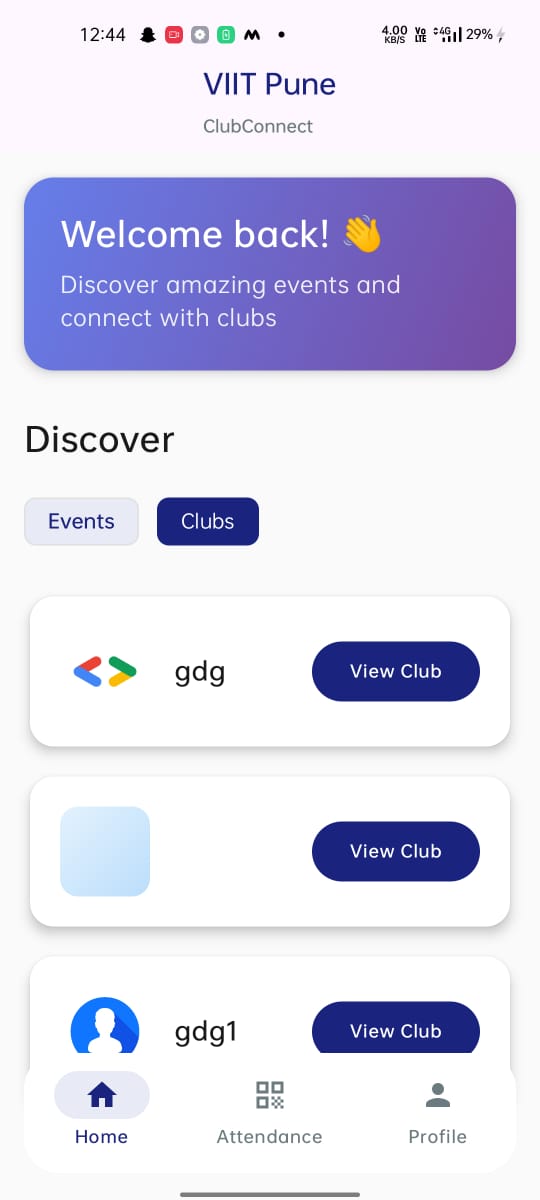 12:44
4.00 KB/S Vo LTE 4G 29%
VIIT Pune
ClubConnect
Welcome back! 👋
Discover amazing events and
connect with clubs
Discover
Events Clubs
gdg View Club
View Club
gdg1 View Club
Home Attendance Profile